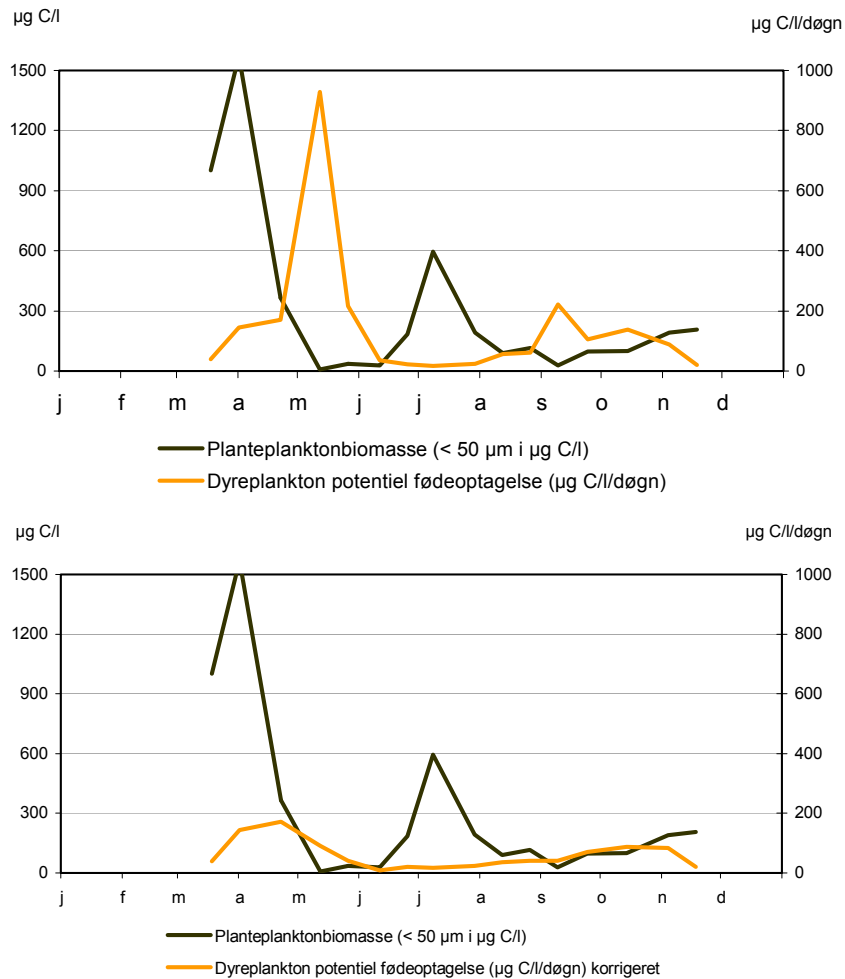 µg C/l
µg C/l/døgn
1500 1000
1200 800
900 600
600 400
300 200
0 0
j f m a m j j a s o n d
Planteplanktonbiomasse (< 50 µm i µg C/l)
Dyreplankton potentiel fødeoptagelse (µg C/l/døgn)
µg C/l
µg C/l/døgn
1500 1000
1200 800
900 600
600 400
300 200
0 0
j f m a m j j a s o n d
Planteplanktonbiomasse (< 50 µm i µg C/l)
Dyreplankton potentiel fødeoptagelse (µg C/l/døgn) korrigeret